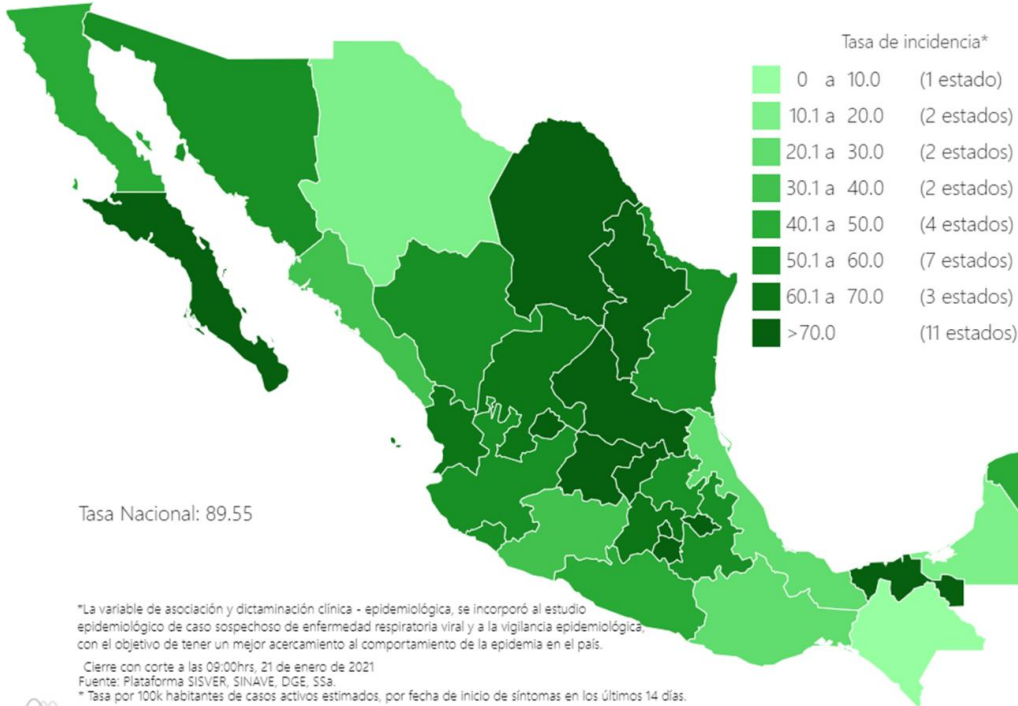 Tasa de incidencia*
0 a 10.0 (1 estado)
10.1 a 20.0 (2 estados)
20.1 a 30.0 (2 estados)
30.1 a 40.0 (2 estados)
40.1 a 50.0 (4 estados)
50.1 a 60.0 (7 estados)
60.1 a 70.0 (3 estados)
>70.0 (11 estados)
Tasa Nacional: 89.55
*La variable de asociación y dictaminación clínica - epidemiológica, se incorporó al estudio
epidemiológico de caso sospechoso de enfermedad respiratoria viral y a la vigilancia epidemiológica,
con el objetivo de tener un mejor acercamiento al comportamiento de la epidemia en el país.
Cierre con corte a las 09:00hrs, 21 de enero de 2021
Fuente: Plataforma SISVER, SINAVE, DGE, SSa.
* Tasa por 100k habitantes de casos activos estimados, por fecha de inicio de síntomas en los últimos 14 días.